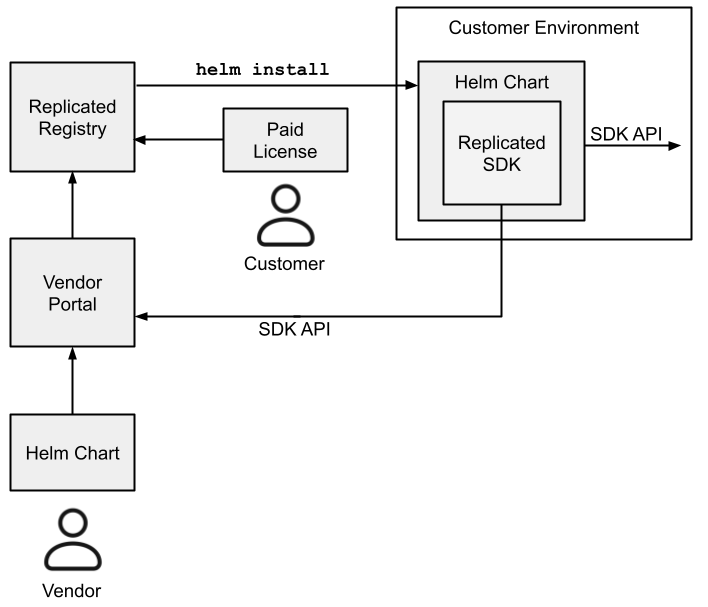 Customer Environment
helm install
Helm Chart
Replicated
Registry
Paid
License
Replicated
SDK
SDK API
Customer
Vendor
Portal
SDK API
Helm Chart
Vendor